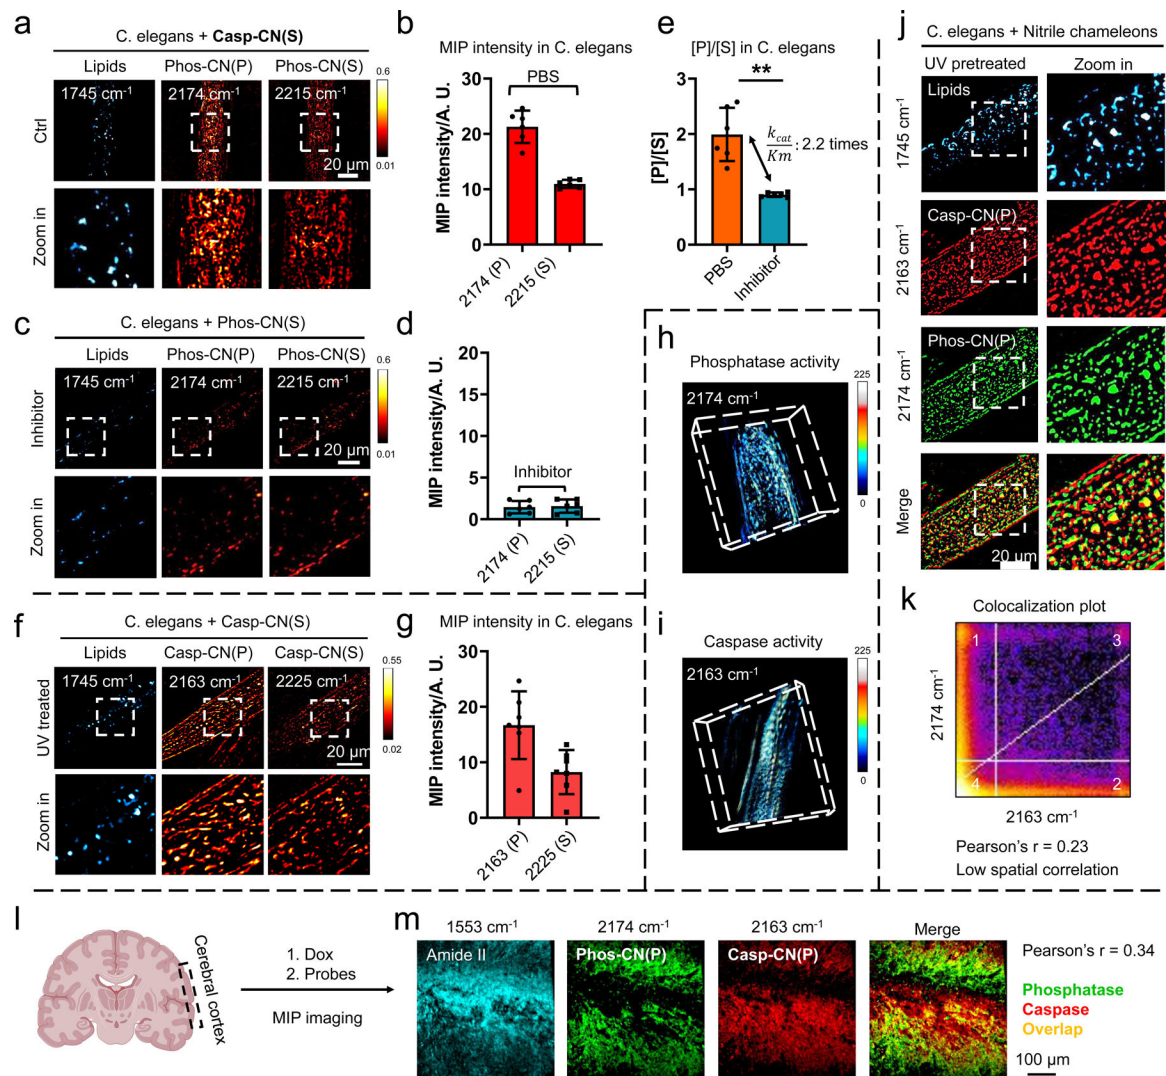 a
C. elegans + Casp-CN(S)
Lipids
Phos-CN(P)
Phos-CN(S)
Ctrl
1745 cm⁻¹
2174 cm⁻¹
2215 cm⁻¹
20 µm
0.6
0.01
Zoom in
b
MIP intensity in C. elegans
MIP intensity/A. U.
30
20
10
0
PBS
2174 (P)
2215 (S)
e
[P]/[S] in C. elegans
[P]/[S]
3
2
1
0
**
kcat/Km : 2.2 times
PBS
Inhibitor
c
C. elegans + Phos-CN(S)
Lipids
Phos-CN(P)
Phos-CN(S)
Inhibitor
1745 cm⁻¹
2174 cm⁻¹
2215 cm⁻¹
20 µm
0.6
0.01
Zoom in
d
MIP intensity/A. U.
20
15
10
5
0
Inhibitor
2174 (P)
2215 (S)
f
C. elegans + Casp-CN(S)
Lipids
Casp-CN(P)
Casp-CN(S)
UV treated
1745 cm⁻¹
2163 cm⁻¹
2225 cm⁻¹
20 µm
0.55
0.02
Zoom in
g
MIP intensity in C. elegans
MIP intensity/A. U.
30
20
10
0
2163 (P)
2225 (S)
h
Phosphatase activity
2174 cm⁻¹
225
0
i
Caspase activity
2163 cm⁻¹
225
0
j
C. elegans + Nitrile chameleons
UV pretreated
Zoom in
1745 cm⁻¹
Lipids
2163 cm⁻¹
Casp-CN(P)
2174 cm⁻¹
Phos-CN(P)
Merge
20 µm
k
Colocalization plot
2174 cm⁻¹
1
3
4
2
2163 cm⁻¹
Pearson's r = 0.23
Low spatial correlation
l
Cerebral cortex
1. Dox
2. Probes
MIP imaging
m
1553 cm⁻¹
2174 cm⁻¹
2163 cm⁻¹
Merge
Amide II
Phos-CN(P)
Casp-CN(P)
Pearson's r = 0.34
Phosphatase
Caspase
Overlap
100 µm